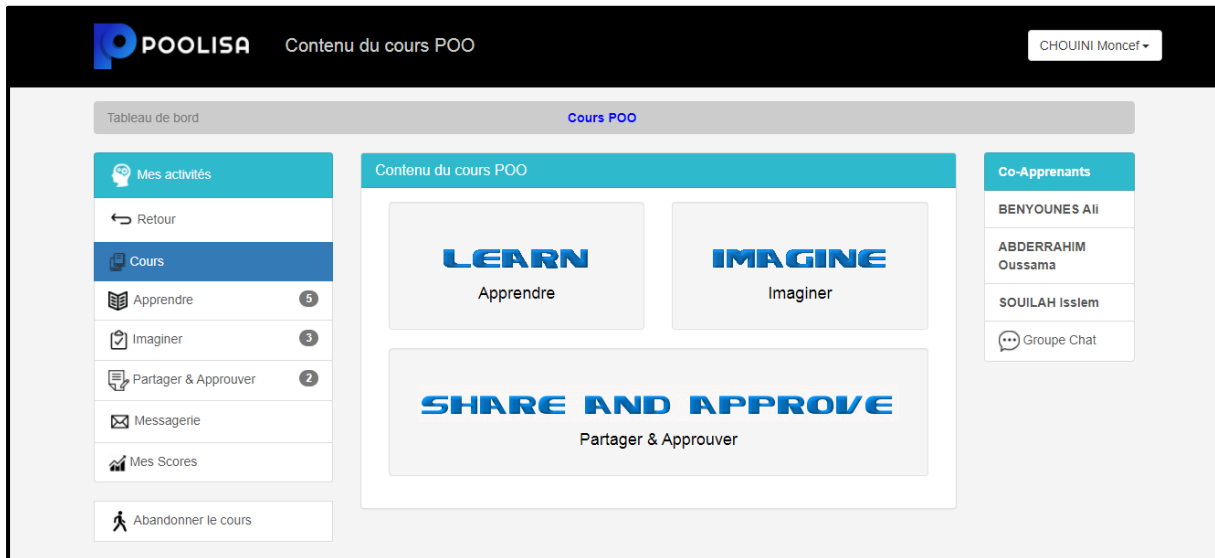 POOLISA
Contenu du cours POO
CHOUINI Moncef
Tableau de bord
Cours POO
Mes activités
Retour
Cours
Apprendre 5
Imaginer 3
Partager & Approuver 2
Messagerie
Mes Scores
Abandonner le cours
Contenu du cours POO
LEARN
Apprendre
IMAGINE
Imaginer
SHARE AND APPROVE
Partager & Approuver
Co-Apprenants
BENYOUNES Ali
ABDERRAHIM
Oussama
SOUILAH Isslem
Groupe Chat